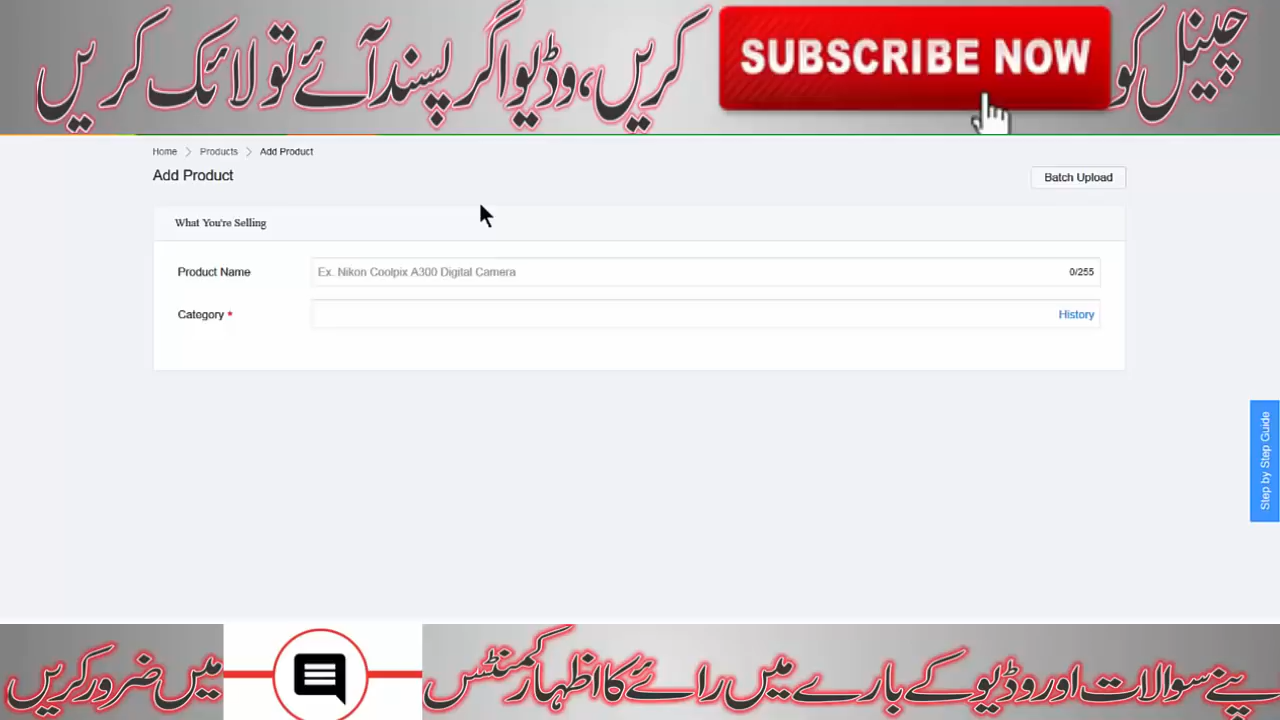 چینل کو SUBSCRIBE NOW کریں، وڈیو اگر پسند آئے تو لائک کریں
Home > Products > Add Product
Add Product
Batch Upload
What You're Selling
Product Name
Ex. Nikon Coolpix A300 Digital Camera
0/255
Category *
History
Step by Step Guide
پنے سوالات اور وڈیو کے بارے میں رائے کا اظہار کمنٹس میں ضرور کریں